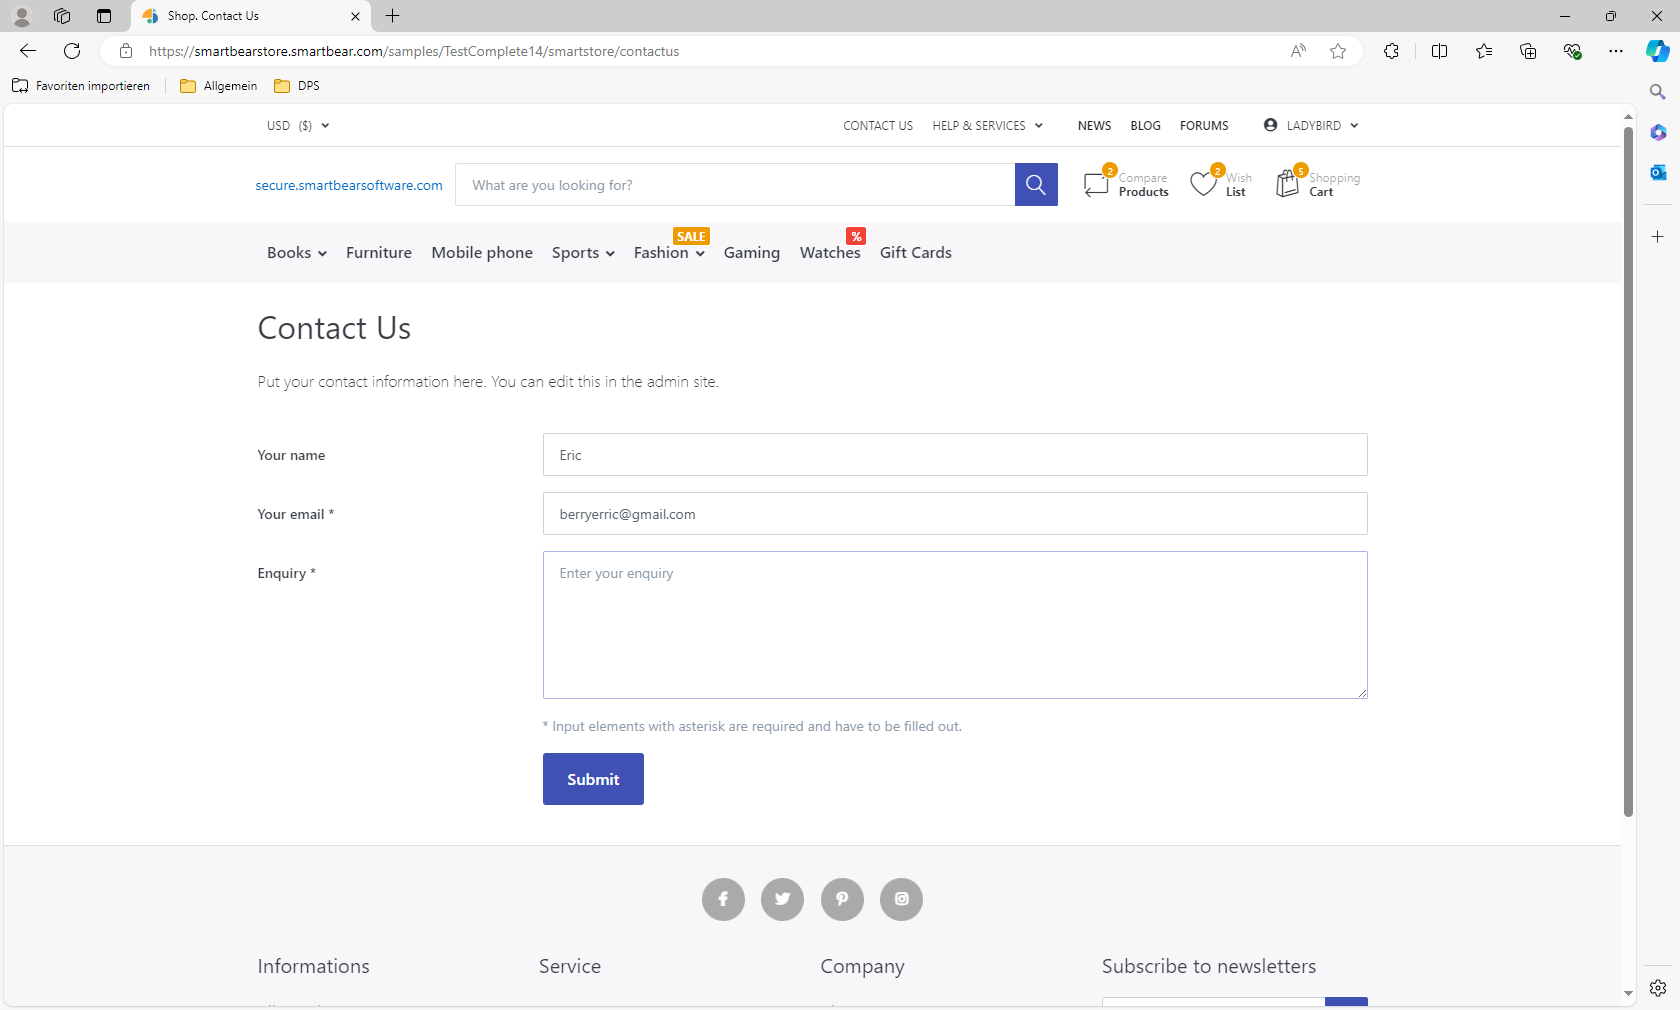 Shop. Contact Us
https://smartbearstore.smartbear.com/samples/TestComplete14/smartstore/contactus
Favoriten importieren
Allgemein
DPS
USD ($)
CONTACT US
HELP & SERVICES
NEWS
BLOG
FORUMS
LADYBIRD
secure.smartbearsoftware.com
What are you looking for?
2
Compare
Products
2
Wish
List
5
Shopping
Cart
SALE
%
Books
Furniture
Mobile phone
Sports
Fashion
Gaming
Watches
Gift Cards
Contact Us
Put your contact information here. You can edit this in the admin site.
Your name
Eric
Your email *
berryerric@gmail.com
Enquiry *
Enter your enquiry
* Input elements with asterisk are required and have to be filled out.
Submit
Informations
Service
Company
Subscribe to newsletters